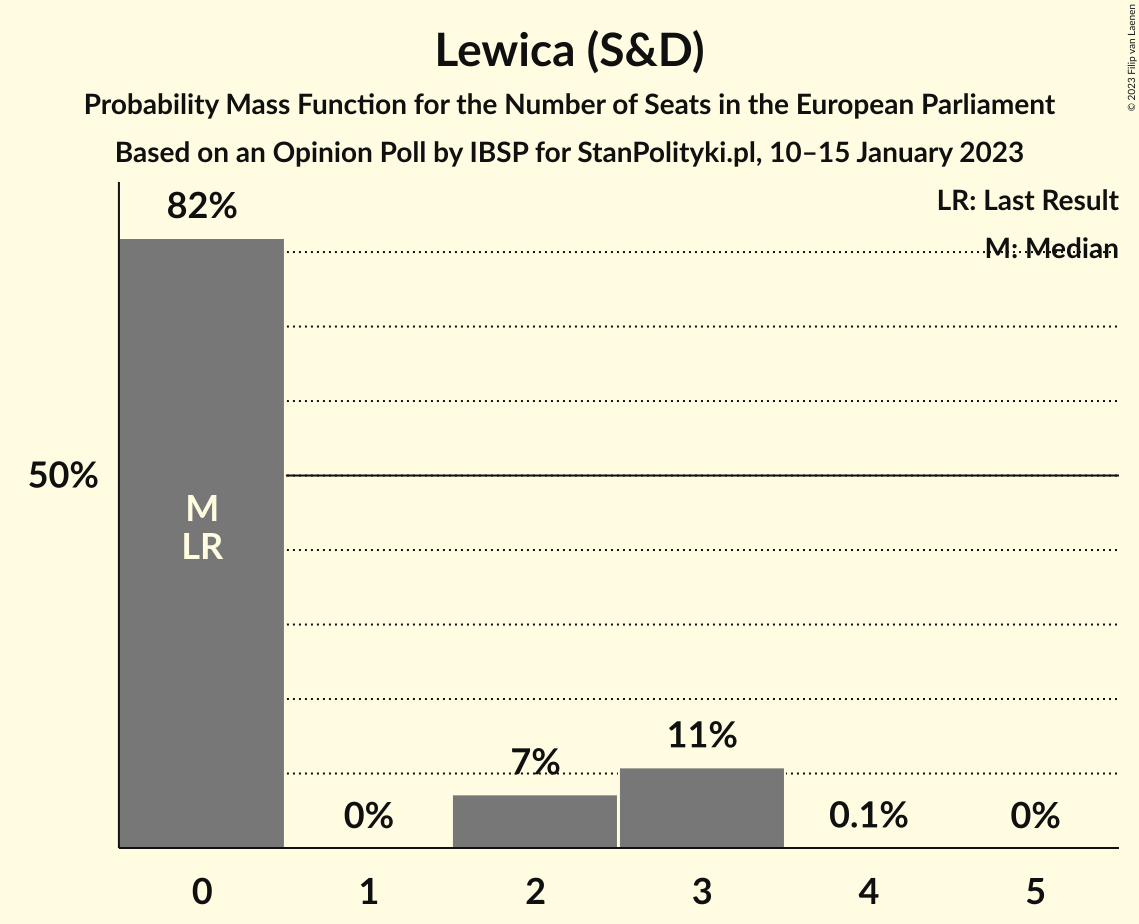 Lewica (S&D)
Probability Mass Function for the Number of Seats in the European Parliament
Based on an Opinion Poll by IBSP for StanPolityki.pl, 10–15 January 2023
© 2023 Filip van Laenen
LR: Last Result
M: Median
82%
50%
M
LR
0%
7%
11%
0.1%
0%
0 1 2 3 4 5